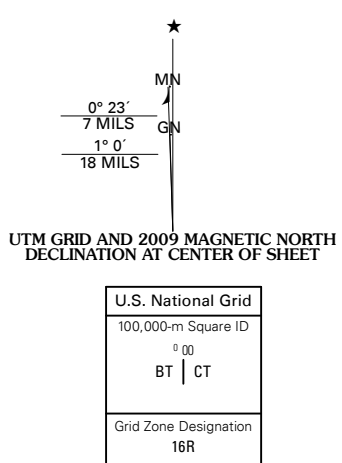 ★
MN
0° 23´
7 MILS
GN
1° 0´
18 MILS
UTM GRID AND 2009 MAGNETIC NORTH
DECLINATION AT CENTER OF SHEET
U.S. National Grid
100,000-m Square ID
0 00
BT CT
Grid Zone Designation
16R